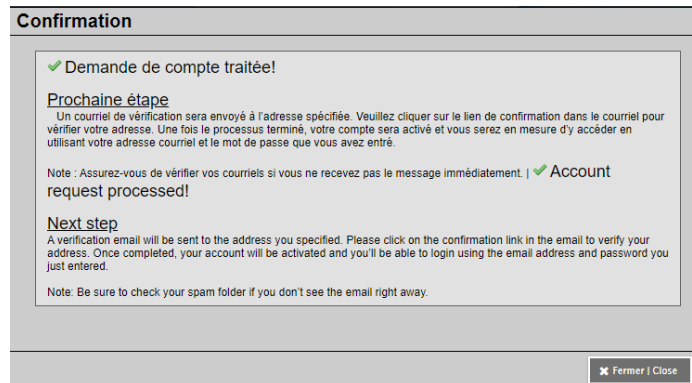 Confirmation
✔ Demande de compte traitée!
Prochaine étape
Un courriel de vérification sera envoyé à l'adresse spécifiée. Veuillez cliquer sur le lien de confirmation dans le courriel pour
vérifier votre adresse. Une fois le processus terminé, votre compte sera activé et vous serez en mesure d'y accéder en
utilisant votre adresse courriel et le mot de passe que vous avez entré.
Note : Assurez-vous de vérifier vos courriels si vous ne recevez pas le message immédiatement. | ✔ Account
request processed!
Next step
A verification email will be sent to the address you specified. Please click on the confirmation link in the email to verify your
address. Once completed, your account will be activated and you'll be able to login using the email address and password you
just entered.
Note: Be sure to check your spam folder if you don't see the email right away.
✖ Fermer | Close